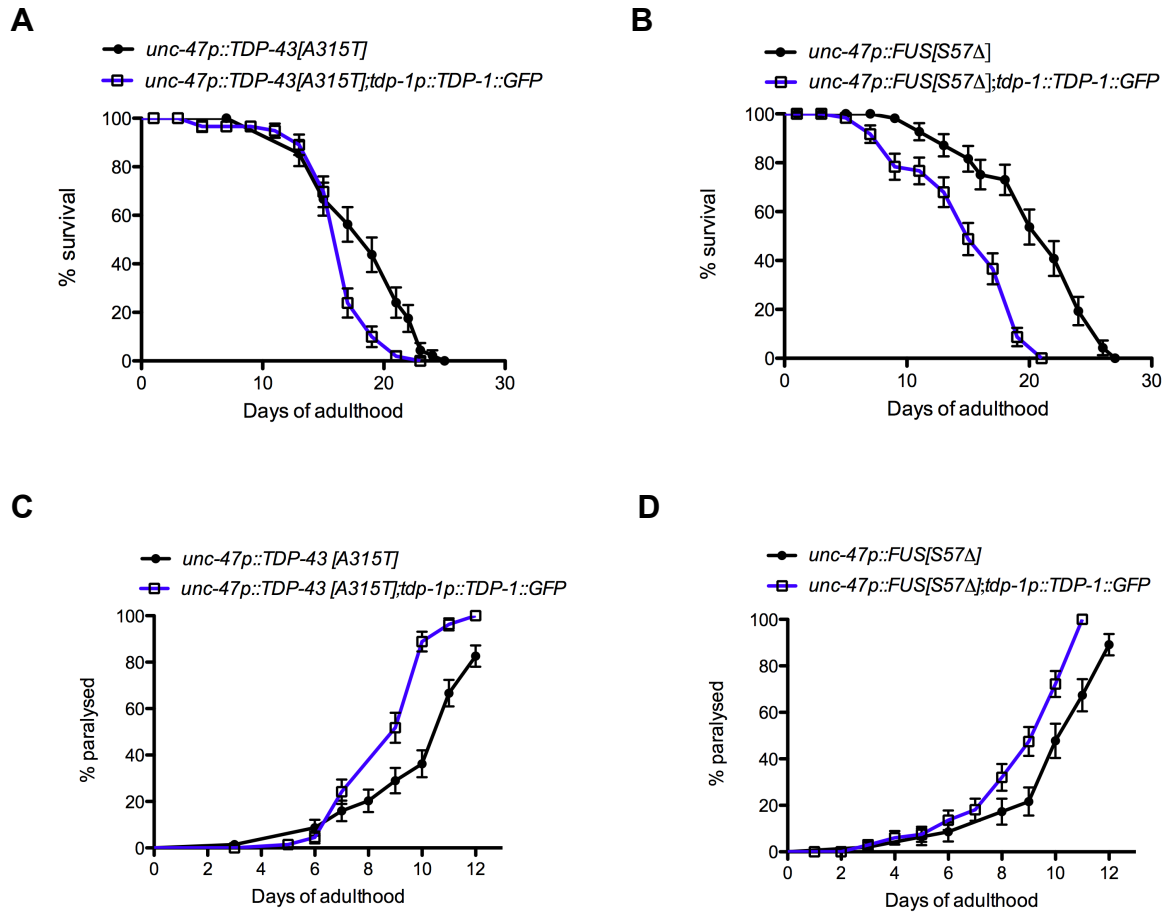 A
unc-47p::TDP-43[A315T]
unc-47p::TDP-43[A315T];tdp-1p::TDP-1::GFP
100
80
60
40
20
0
% survival
0 10 20 30
Days of adulthood
B
unc-47p::FUS[S57Δ]
unc-47p::FUS[S57Δ];tdp-1::TDP-1::GFP
100
80
60
40
20
0
% survival
0 10 20 30
Days of adulthood
C
unc-47p::TDP-43 [A315T]
unc-47p::TDP-43 [A315T];tdp-1p::TDP-1::GFP
100
80
60
40
20
0
% paralysed
0 2 4 6 8 10 12
Days of adulthood
D
unc-47p::FUS[S57Δ]
unc-47p::FUS[S57Δ];tdp-1p::TDP-1::GFP
100
80
60
40
20
0
% paralysed
0 2 4 6 8 10 12
Days of adulthood